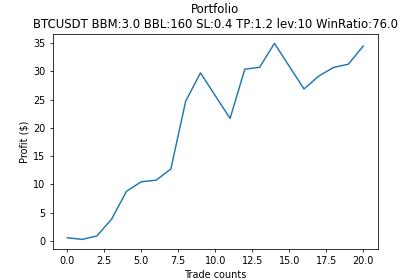 Portfolio
BTCUSDT BBM:3.0 BBL:160 SL:0.4 TP:1.2 lev:10 WinRatio:76.0
35
30
25
20
15
10
5
0
Profit ($)
0.0 2.5 5.0 7.5 10.0 12.5 15.0 17.5 20.0
Trade counts